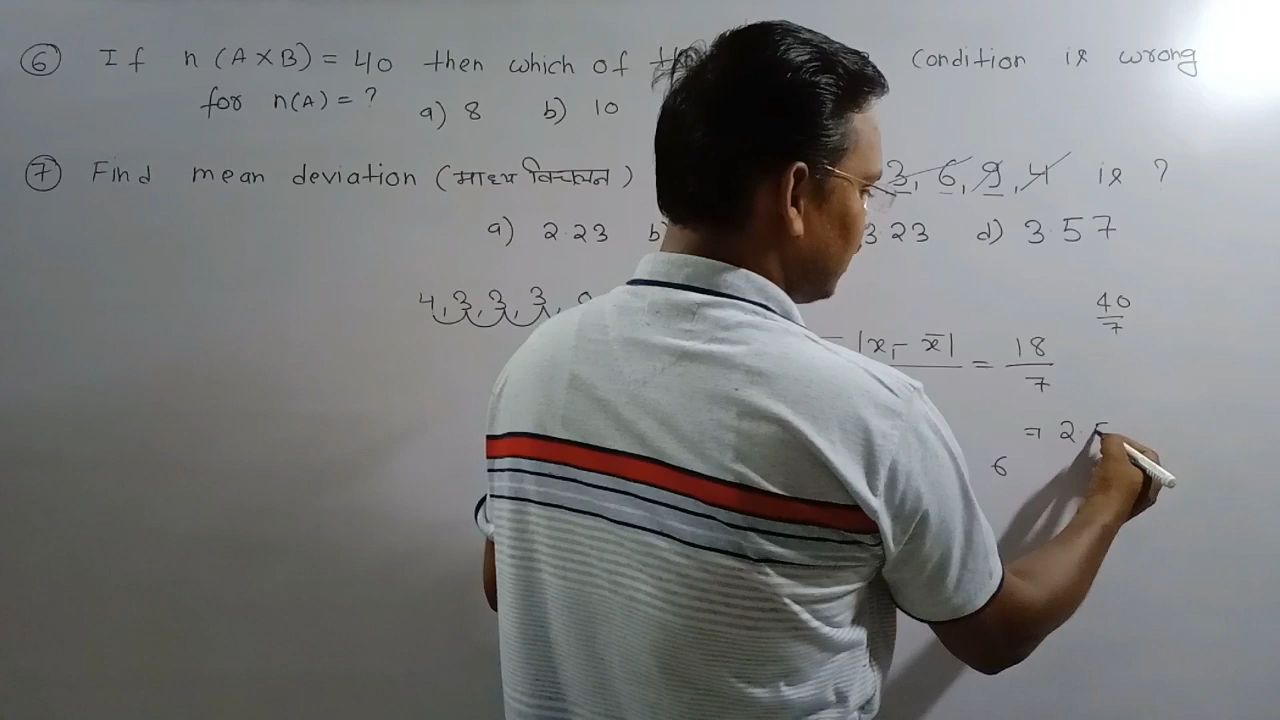 ⑥ If n (A×B) = 40 then which of condition is wrong
for n(A) = ? a) 8 b) 10
⑦ Find mean deviation (माध्य विचलन) 3, 6, 9, 4 is ?
a) 2.23 b) 3.23 d) 3.57
4, 3, 3, 3,
40/7
|xᵢ - x̄| = 18/7
= 2.5
6